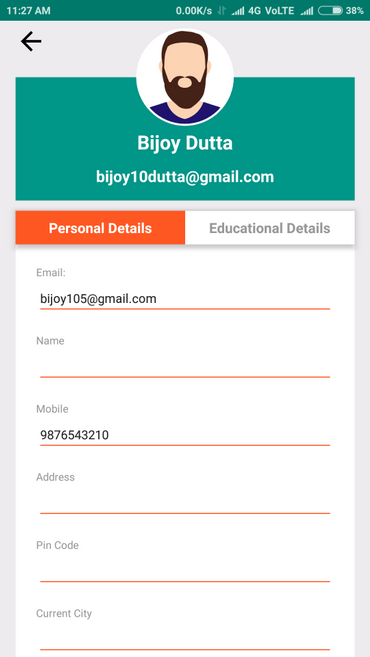 11:27 AM 0.00K/s 4G VoLTE 38%
Bijoy Dutta
bijoy10dutta@gmail.com
Personal Details Educational Details
Email:
bijoy105@gmail.com
Name
Mobile
9876543210
Address
Pin Code
Current City